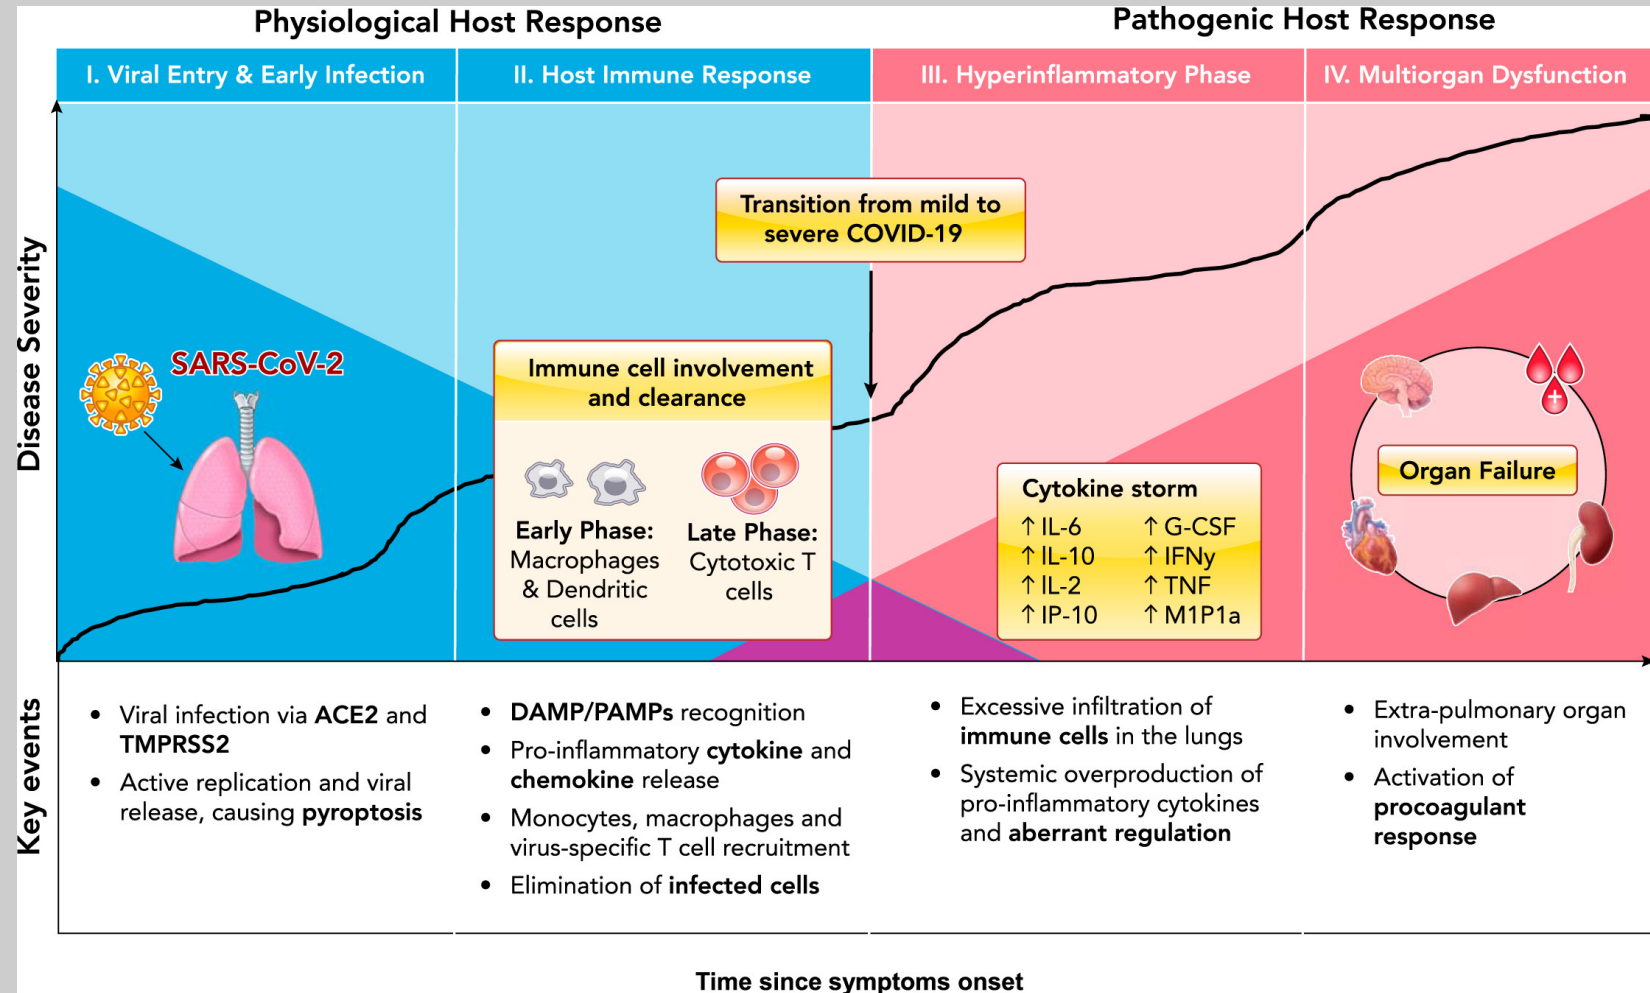 Physiological Host Response
Pathogenic Host Response
I. Viral Entry & Early Infection
II. Host Immune Response
III. Hyperinflammatory Phase
IV. Multiorgan Dysfunction
Disease Severity
SARS-CoV-2
Immune cell involvement
and clearance
Early Phase:
Macrophages
& Dendritic
cells
Late Phase:
Cytotoxic T
cells
Transition from mild to
severe COVID-19
Cytokine storm
↑ IL-6
↑ IL-10
↑ IL-2
↑ IP-10
↑ G-CSF
↑ IFNy
↑ TNF
↑ M1P1a
Organ Failure
Key events
• Viral infection via ACE2 and
TMPRSS2
• Active replication and viral
release, causing pyroptosis
• DAMP/PAMPs recognition
• Pro-inflammatory cytokine and
chemokine release
• Monocytes, macrophages and
virus-specific T cell recruitment
• Elimination of infected cells
• Excessive infiltration of
immune cells in the lungs
• Systemic overproduction of
pro-inflammatory cytokines
and aberrant regulation
• Extra-pulmonary organ
involvement
• Activation of
procoagulant
response
Time since symptoms onset